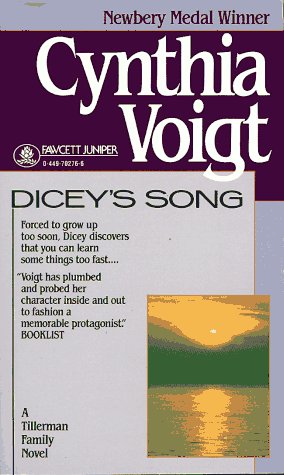 Newbery Medal Winner
Cynthia
Voigt
FAWCETT JUNIPER
0-449-70276-6
DICEY'S SONG
Forced to grow up
too soon, Dicey discovers
that you can learn
some things too fast....
"Voigt has plumbed
and probed her
character inside and out
to fashion a
memorable protagonist."
BOOKLIST
A
Tillerman
Family
Novel